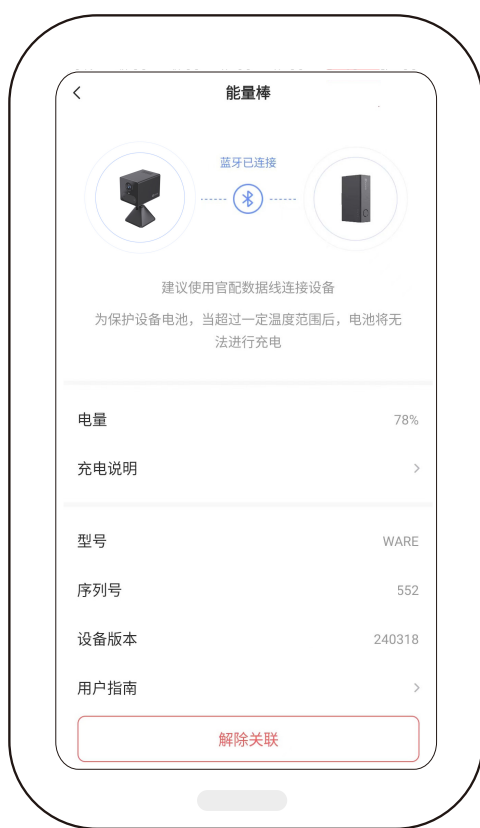 能量棒
蓝牙已连接
建议使用官配数据线连接设备
为保护设备电池，当超过一定温度范围后，电池将无
法进行充电
电量 78%
充电说明
型号 WARE
序列号 552
设备版本 240318
用户指南
解除关联